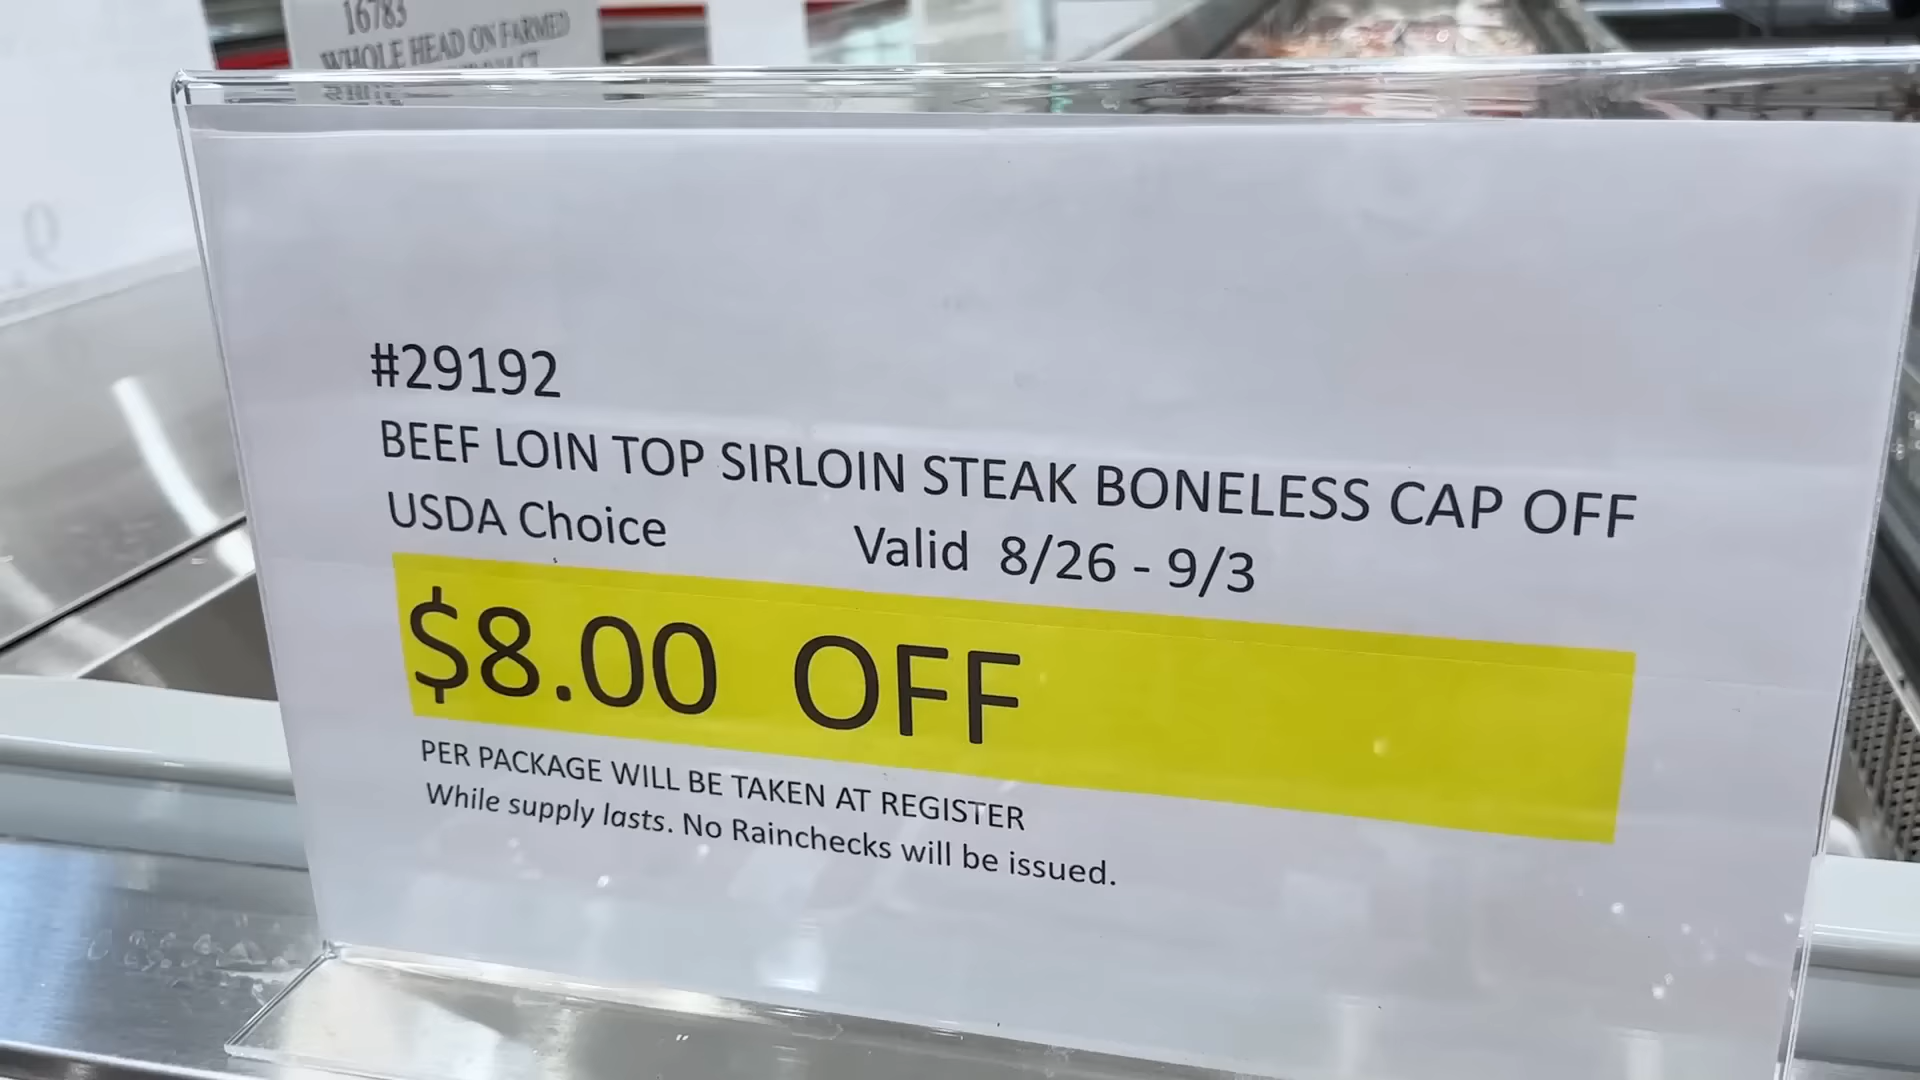 16783
WHOLE HEAD ON FARMED
#29192
BEEF LOIN TOP SIRLOIN STEAK BONELESS CAP OFF
USDA Choice Valid 8/26 - 9/3
$8.00 OFF
PER PACKAGE WILL BE TAKEN AT REGISTER
While supply lasts. No Rainchecks will be issued.